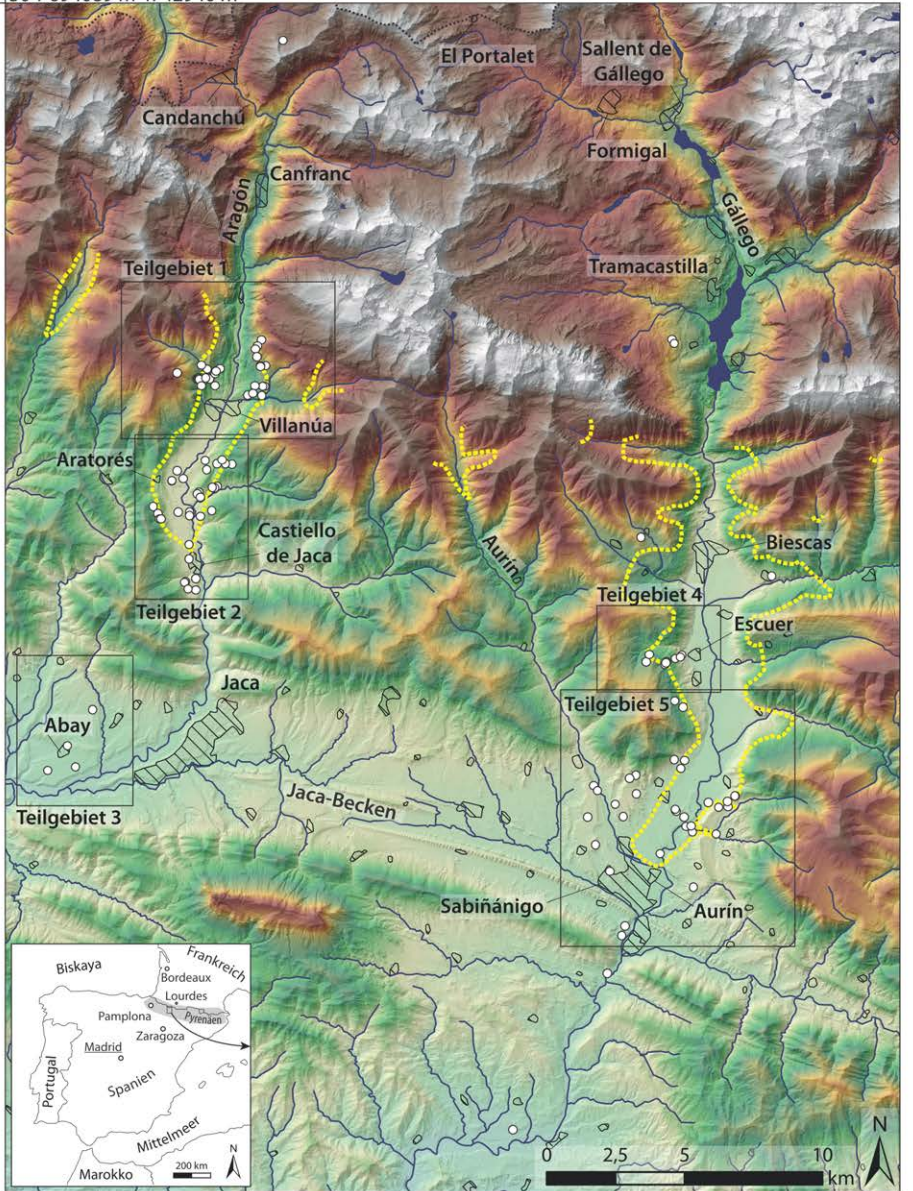 El Portalet
Sallent de
Gállego
Candanchú
Formigal
Canfranc
Aragón
Gállego
Tramacastilla
Teilgebiet 1
Villanúa
Aratorés
Castiello
de Jaca
Aurín
Biescas
Teilgebiet 2
Teilgebiet 4
Escuer
Jaca
Teilgebiet 5
Abay
Jaca-Becken
Teilgebiet 3
Sabiñánigo
Aurín
Biskaya
Frankreich
Bordeaux
Lourdes
Pamplona
Pyrenäen
Zaragoza
Madrid
Portugal
Spanien
Mittelmeer
Marokko
200 km
N
N
0 2,5 5 10
km